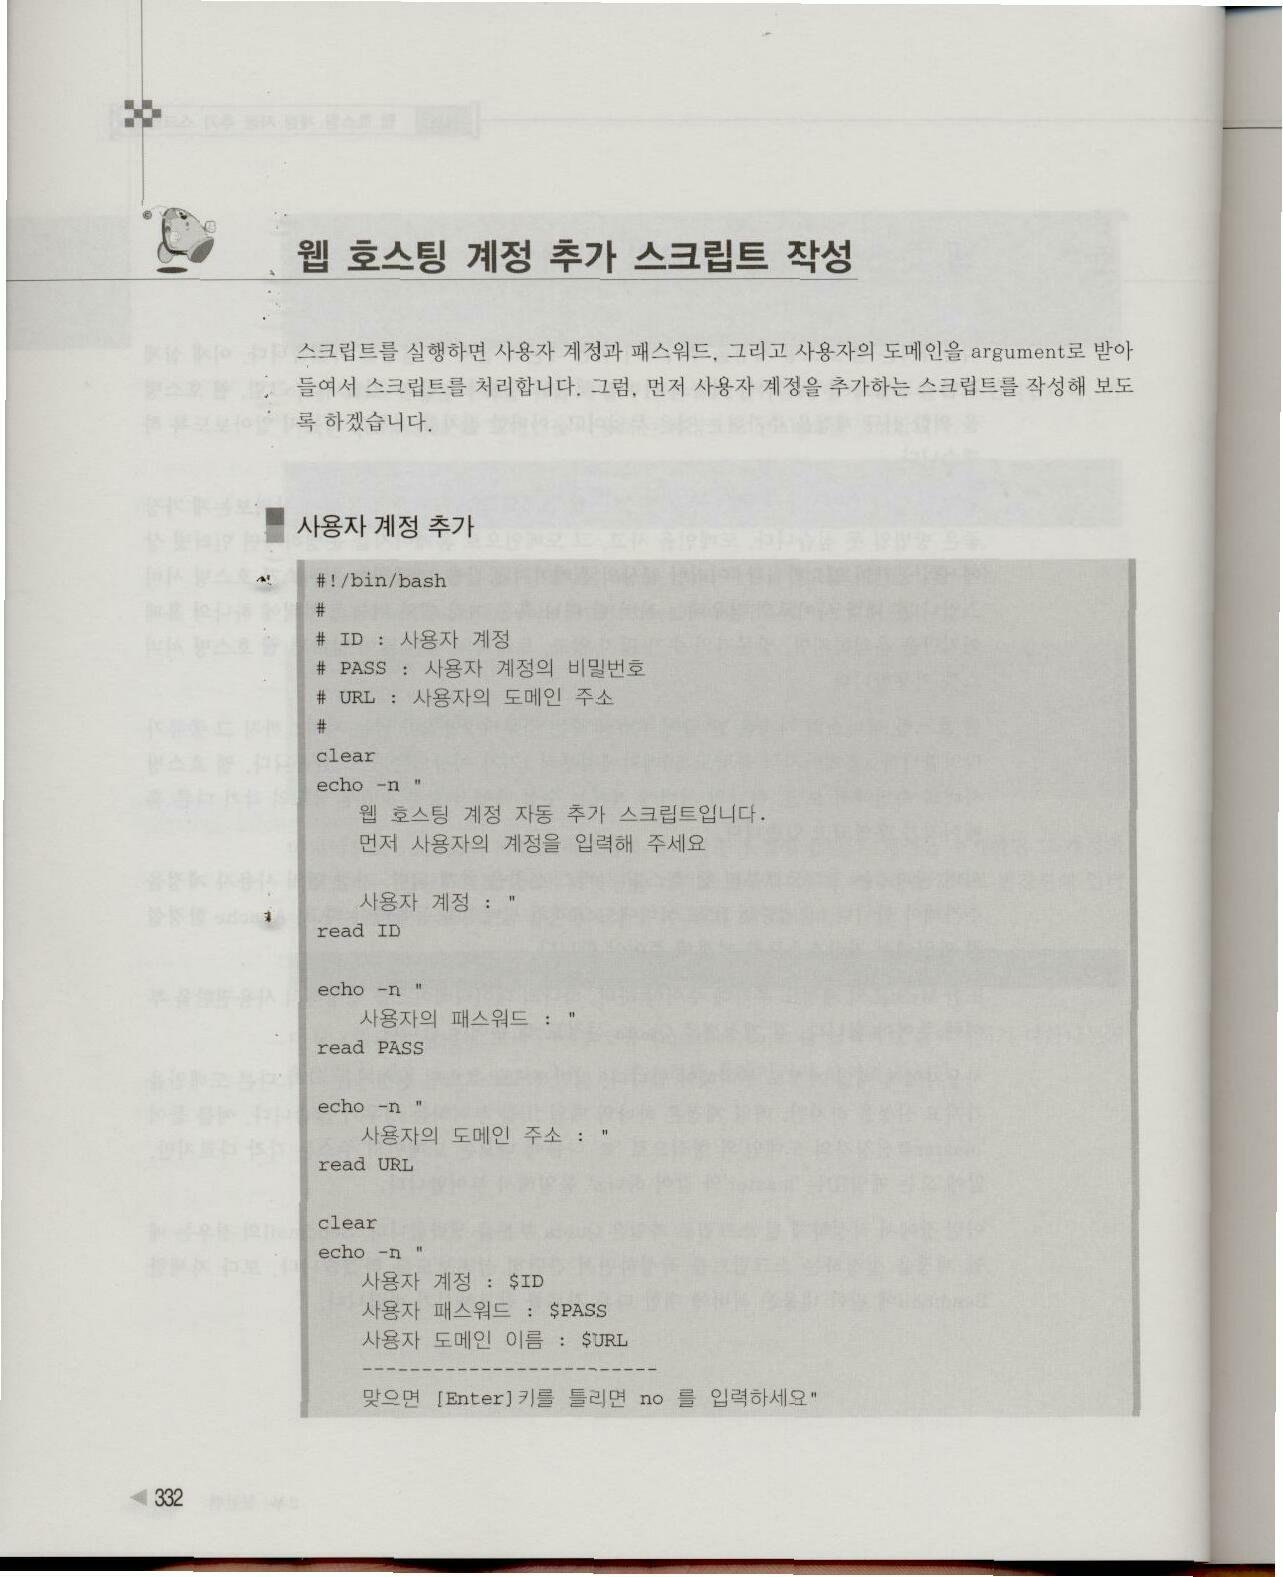 웹 호스팅 계정 추가 스크립트 작성
스크립트를 실행하면 사용자 계정과 패스워드, 그리고 사용자의 도메인을 argument로 받아
들여서 스크립트를 처리합니다. 그럼, 먼저 사용자 계정을 추가하는 스크립트를 작성해 보도
록 하겠습니다.
사용자 계정 추가
#!/bin/bash
#
# ID : 사용자 계정
# PASS : 사용자 계정의 비밀번호
# URL : 사용자의 도메인 주소
#
clear
echo -n "
웹 호스팅 계정 자동 추가 스크립트입니다.
먼저 사용자의 계정을 입력해 주세요
사용자 계정 : "
read ID
echo -n "
사용자의 패스워드 : "
read PASS
echo -n "
사용자의 도메인 주소 : "
read URL
clear
echo -n "
사용자 계정 : $ID
사용자 패스워드 : $PASS
사용자 도메인 이름 : $URL
-------------------------
맞으면 [Enter]키를 틀리면 no 를 입력하세요"
332